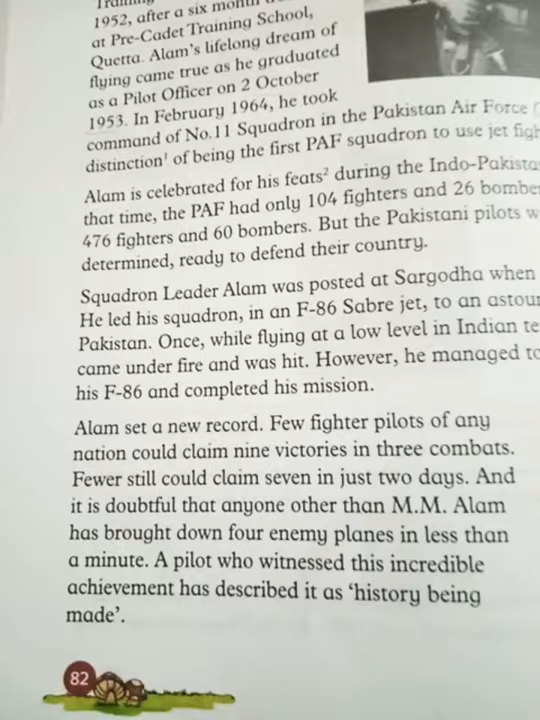 1952, after a six month
at Pre-Cadet Training School,
Quetta. Alam's lifelong dream of
flying came true as he graduated
as a Pilot Officer on 2 October
1953. In February 1964, he took
command of No.11 Squadron in the Pakistan Air Force
distinction¹ of being the first PAF squadron to use jet
Alam is celebrated for his feats² during the
that time, the PAF had only 104 fighters and 26
476 fighters and 60 bombers. But the Pakistani pilots
determined, ready to defend their country.
Squadron Leader Alam was posted at Sargodha when
He led his squadron, in an F-86 Sabre jet, to an
Pakistan. Once, while flying at a low level in Indian
came under fire and was hit. However, he managed to
his F-86 and completed his mission.
Alam set a new record. Few fighter pilots of any
nation could claim nine victories in three combats.
Fewer still could claim seven in just two days. And
it is doubtful that anyone other than M.M. Alam
has brought down four enemy planes in less than
a minute. A pilot who witnessed this incredible
achievement has described it as 'history being
made'.
82